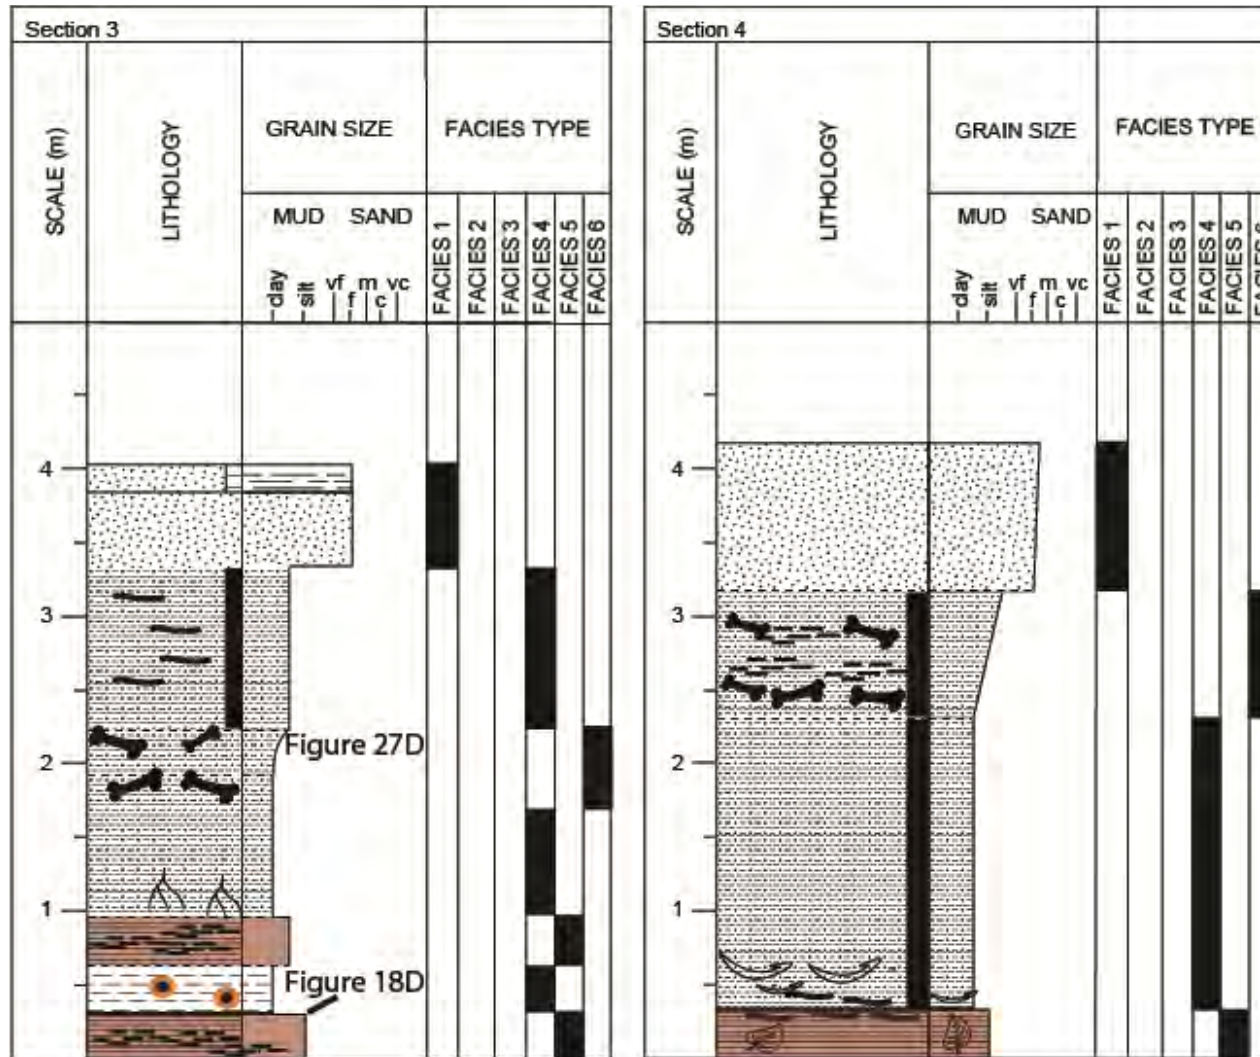 Section 3
SCALE (m)
LITHOLOGY
GRAIN SIZE
FACIES TYPE
MUD SAND
day
silt
vf
f
m
c
vc
FACIES 1
FACIES 2
FACIES 3
FACIES 4
FACIES 5
FACIES 6
4
3
2
1
Figure 27D
Figure 18D
Section 4
SCALE (m)
LITHOLOGY
GRAIN SIZE
FACIES TYPE
MUD SAND
day
silt
vf
f
m
c
vc
FACIES 1
FACIES 2
FACIES 3
FACIES 4
FACIES 5
4
3
2
1